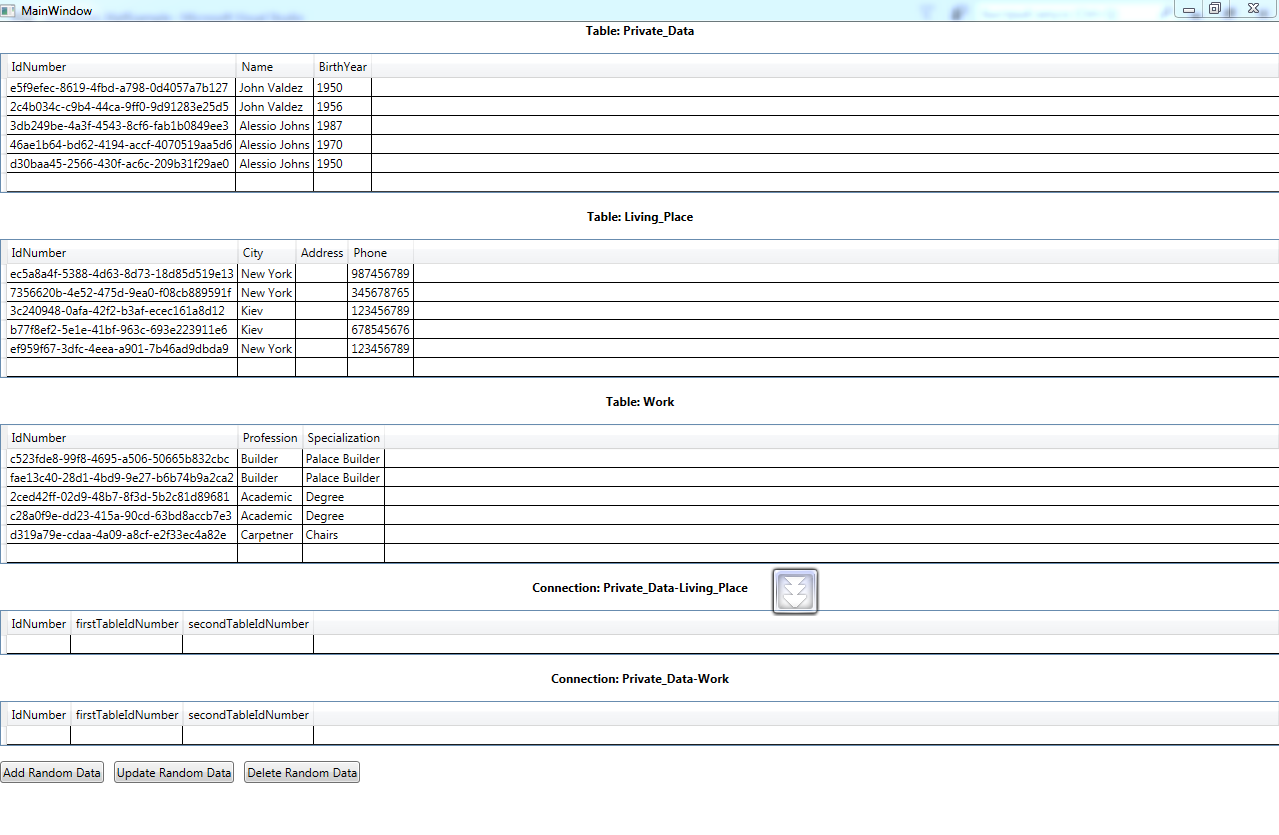 MainWindow
Table: Private_Data
IdNumber Name BirthYear
e5f9efec-8619-4fbd-a798-0d4057a7b127 John Valdez 1950
2c4b034c-c9b4-44ca-9ff0-9d91283e25d5 John Valdez 1956
3db249be-4a3f-4543-8cf6-fab1b0849ee3 Alessio Johns 1987
46ae1b64-bd62-4194-accf-4070519aa5d6 Alessio Johns 1970
d30baa45-2566-430f-ac6c-209b31f29ae0 Alessio Johns 1950
Table: Living_Place
IdNumber City Address Phone
ec5a8a4f-5388-4d63-8d73-18d85d519e13 New York 987456789
7356620b-4e52-475d-9ea0-f08cb889591f New York 345678765
3c240948-0afa-42f2-b3af-ecec161a8d12 Kiev 123456789
b77f8ef2-5e1e-41bf-963c-693e223911e6 Kiev 678545676
ef959f67-3dfc-4eea-a901-7b46ad9dbda9 New York 123456789
Table: Work
IdNumber Profession Specialization
c523fde8-99f8-4695-a506-50665b832cbc Builder Palace Builder
fae13c40-28d1-4bd9-9e27-b6b74b9a2ca2 Builder Palace Builder
2ced42ff-02d9-48b7-8f3d-5b2c81d89681 Academic Degree
c28a0f9e-dd23-415a-90cd-63bd8accb7e3 Academic Degree
d319a79e-cdaa-4a09-a8cf-e2f33ec4a82e Carpetner Chairs
Connection: Private_Data-Living_Place
IdNumber firstTableIdNumber secondTableIdNumber
Connection: Private_Data-Work
IdNumber firstTableIdNumber secondTableIdNumber
Add Random Data Update Random Data Delete Random Data